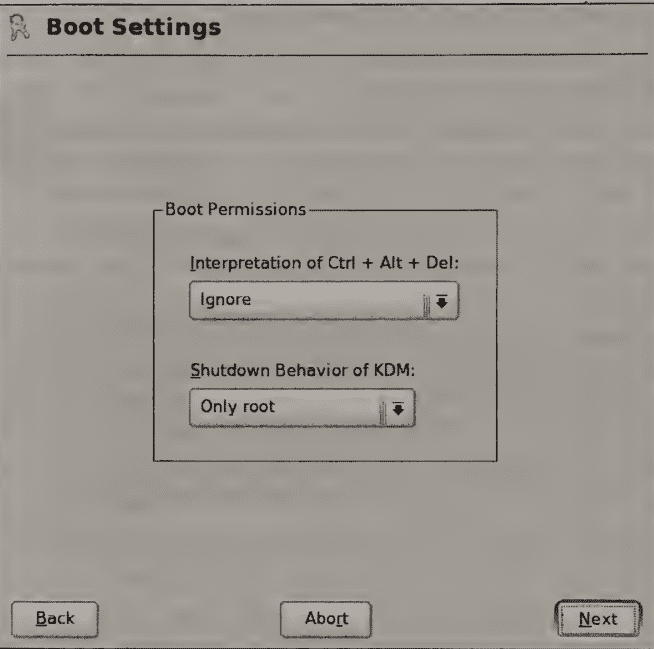 Boot Settings
Boot Permissions
Interpretation of Ctrl + Alt + Del:
Ignore
Shutdown Behavior of KDM:
Only root
Back
Abort
Next